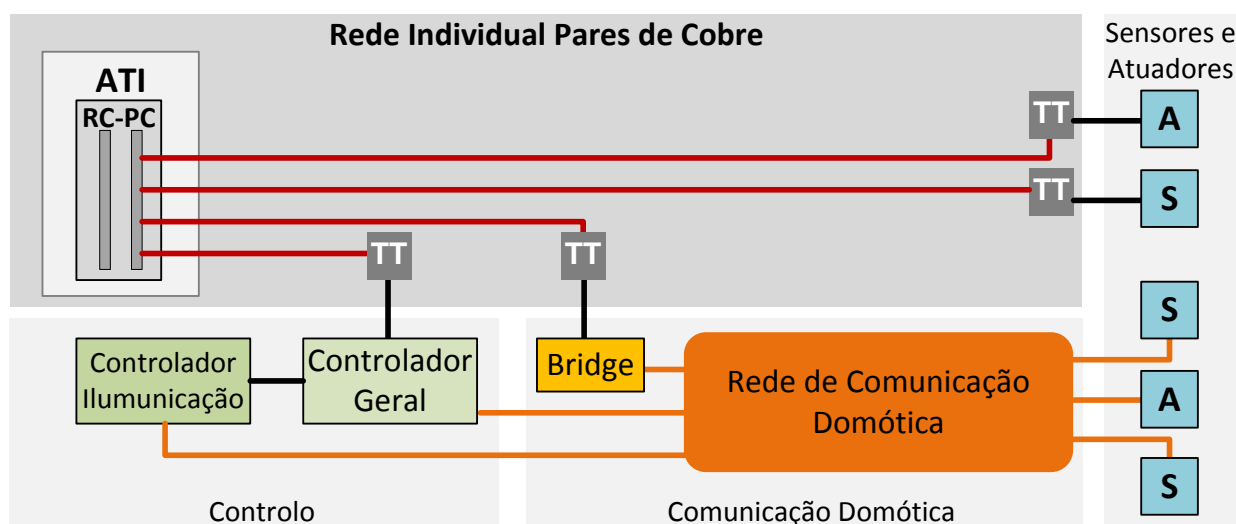 Rede Individual Pares de Cobre
Sensores e
Atuadores
ATI
RC-PC
TT
A
TT
S
TT
TT
S
Controlador
Ilumunicação
Controlador
Geral
Bridge
Rede de Comunicação
Domótica
A
S
Controlo
Comunicação Domótica